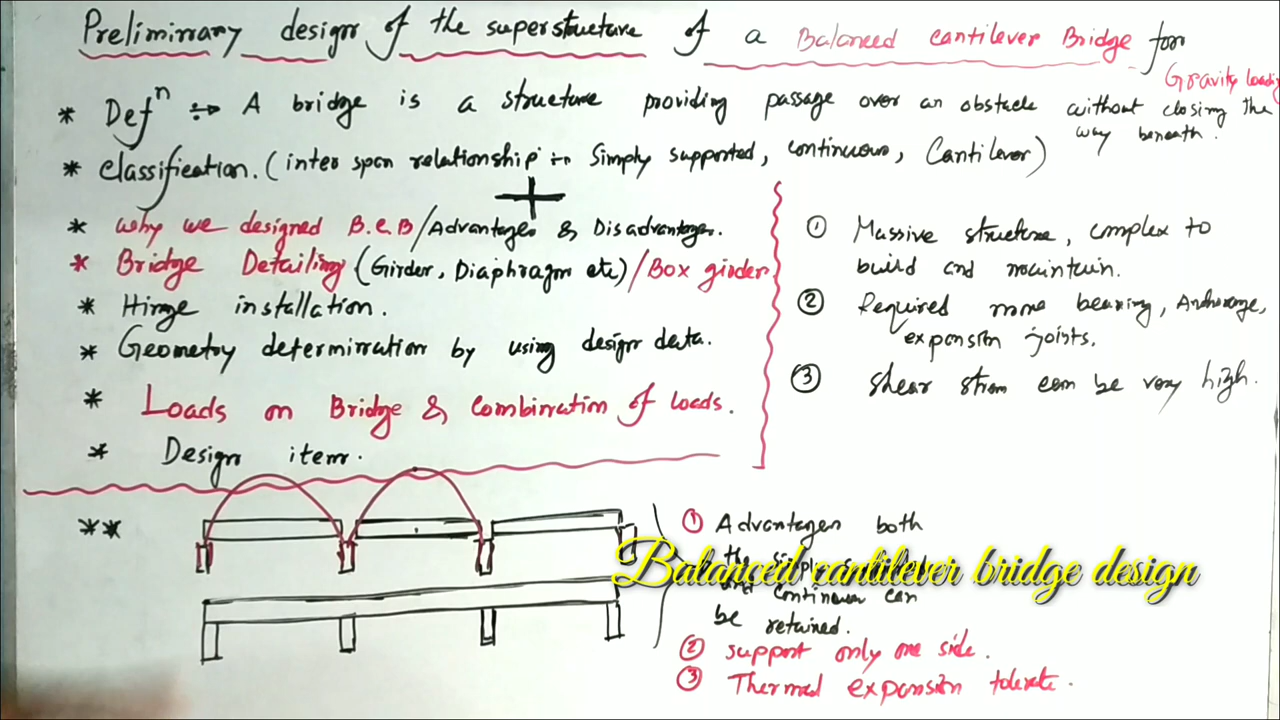 Preliminary design of the superstructure of a Balanced cantilever Bridge for
Gravity loading
* Defn :→ A bridge is a structure providing passage over an obstacle without closing the
way beneath.
* Classification. (inter span relationship :- Simply supported, continuous, Cantilever)
* Why we designed B.C.B/Advantages & Disadvantages.
* Bridge Detailing (Girder, Diaphragm etc)/Box girder
* Hinge installation.
* Geometry determination by using design data.
* Loads on Bridge & Combination of loads.
* Design item.
① Massive structure, complex to
build and maintain.
② Required more bearing, Anchorage,
expansion joints.
③ Shear stress can be very high.
**
① Advantages both
the simply
and continuous can
be retained.
② Support only one side.
③ Thermal expansion tolerate.
Balanced cantilever bridge design